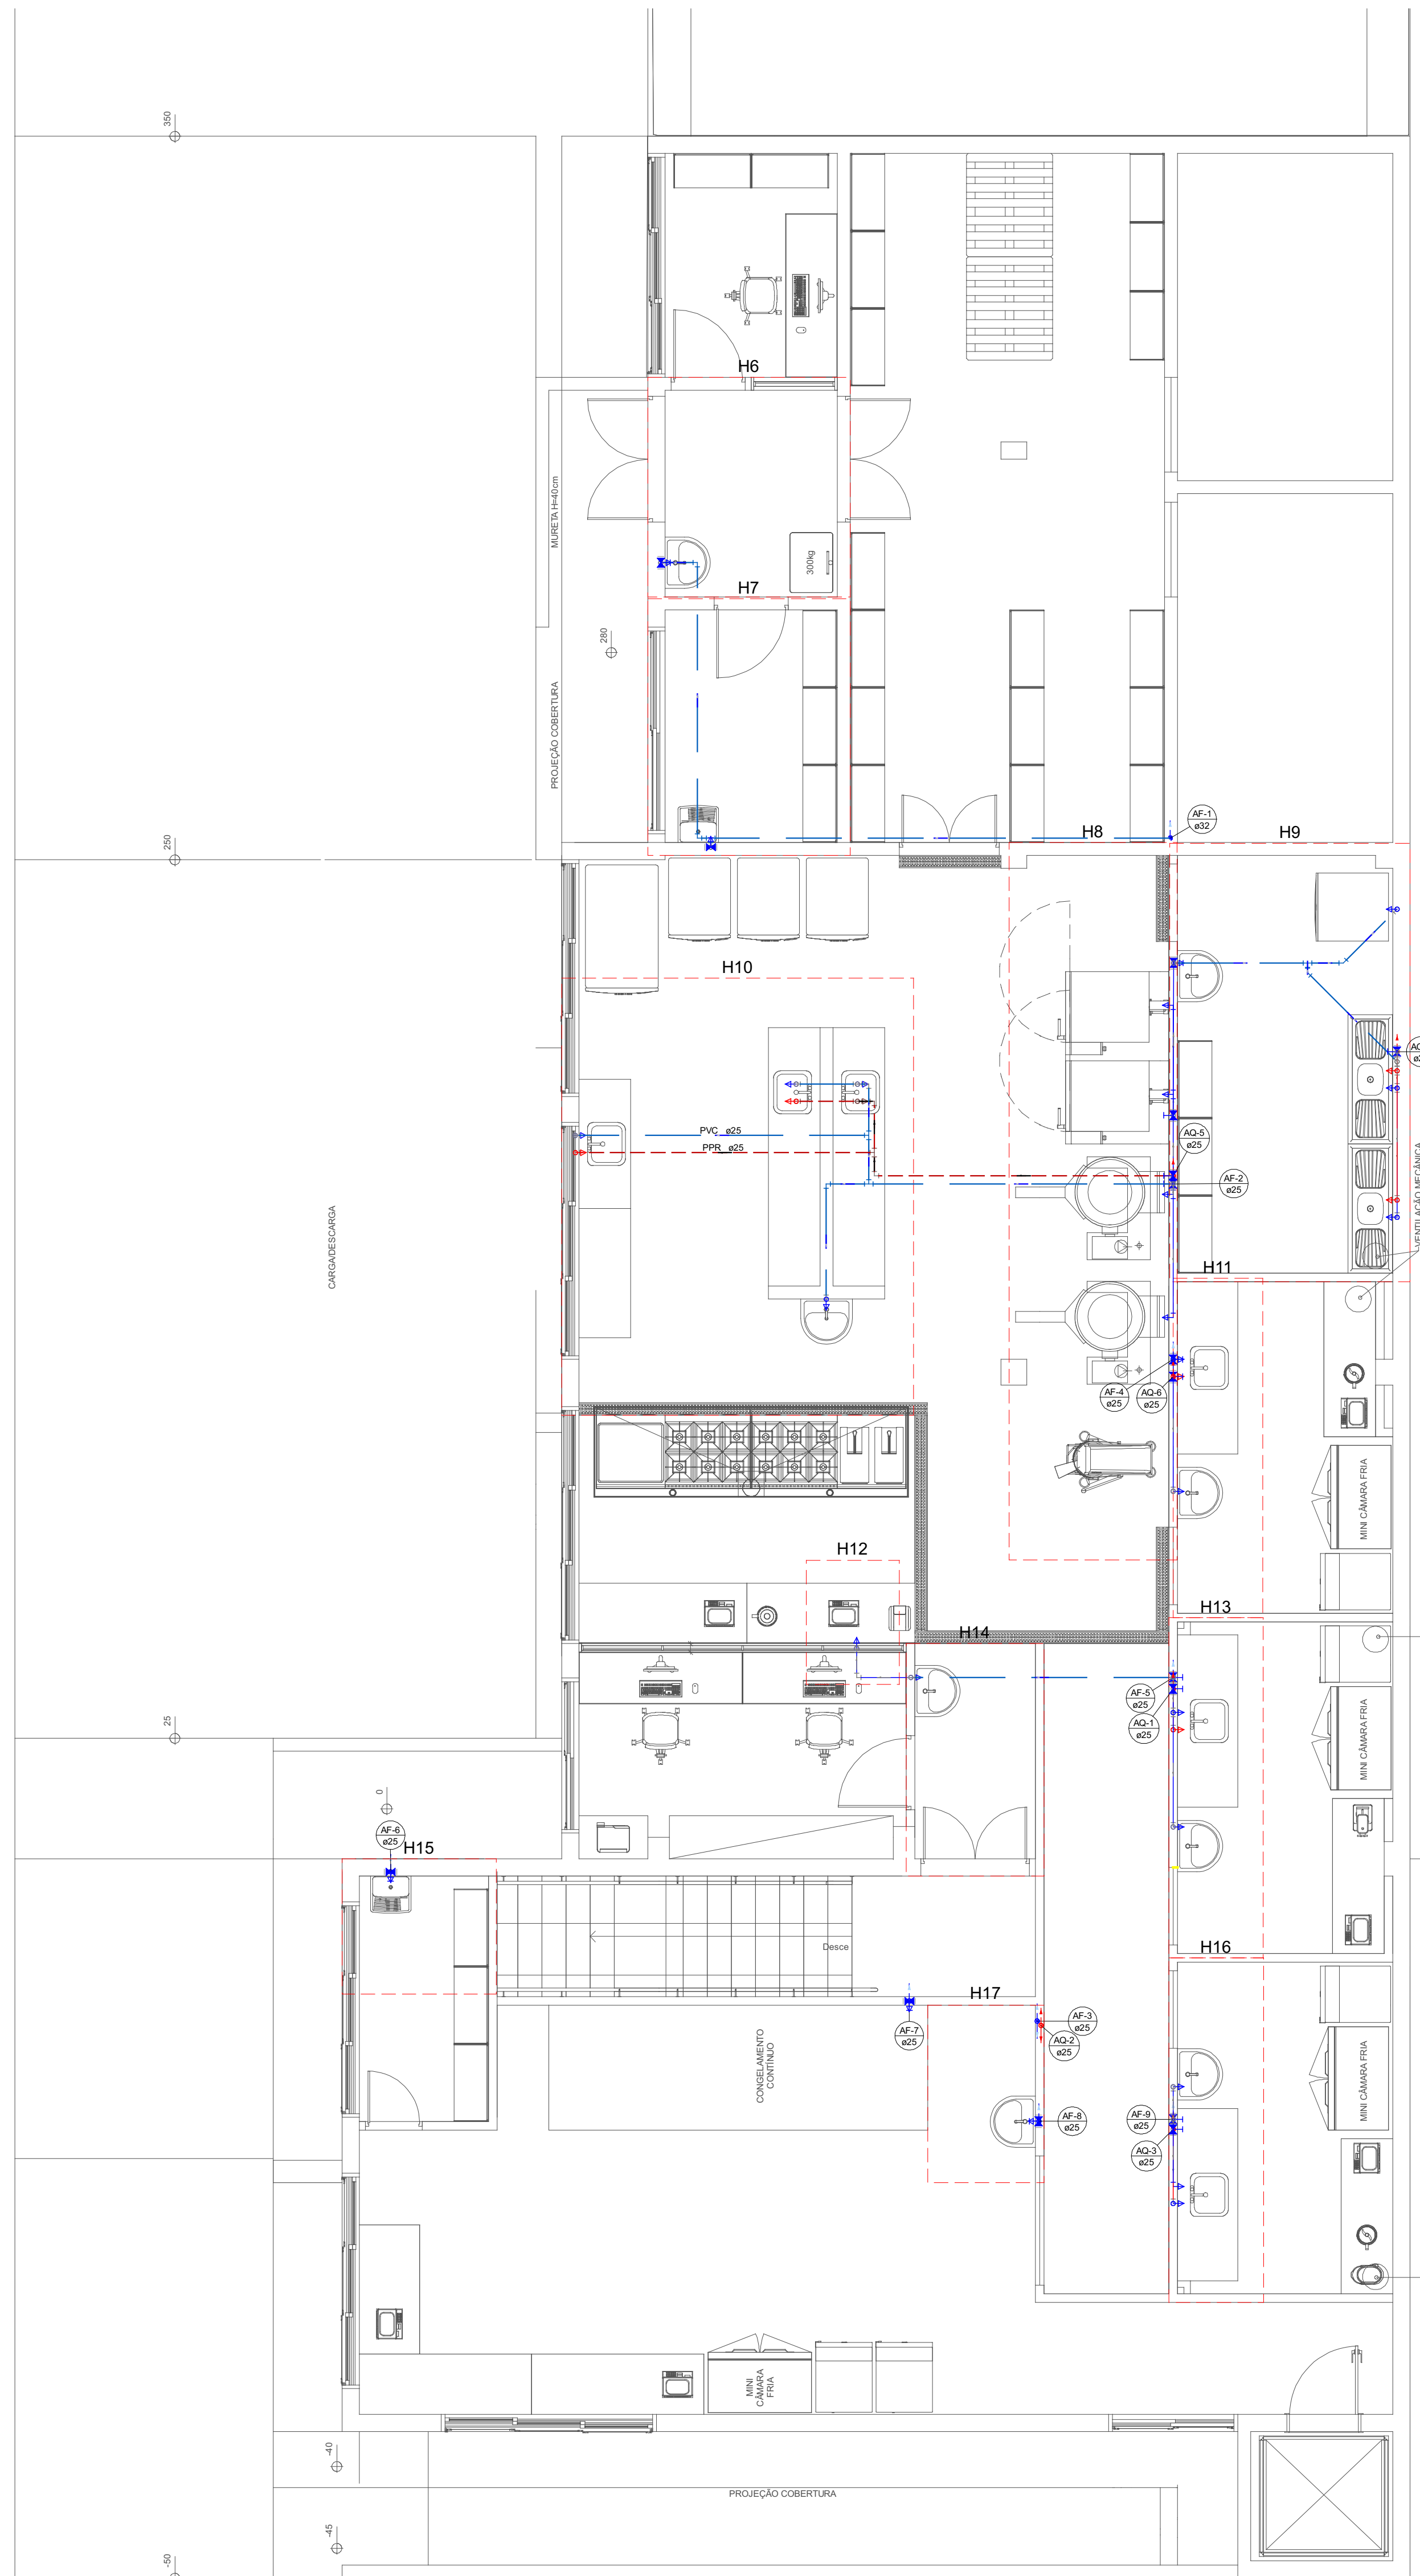 350
H6
MURETA H=40cm
300kg
H7
280
PROJEÇÃO COBERTURA
AF-1
ø32
250
H8
H9
H10
PVC ø25
PPR ø25
AQ-5
ø25
AF-2
ø25
VENTILAÇÃO MECÂNICA
CARGA/DESCARGA
H11
AF-4
ø25
AQ-6
ø25
MINI CÂMARA FRIA
H12
H13
H14
AF-5
ø25
AQ-1
ø25
MINI CÂMARA FRIA
25
0
AF-6
ø25
H15
Desce
H16
H17
AF-7
ø25
AF-3
ø25
AQ-2
ø25
CONGELAMENTO
CONTÍNUO
MINI CÂMARA FRIA
AF-8
ø25
AF-9
ø25
AQ-3
ø25
MINI
CÂMARA
FRIA
-40
PROJEÇÃO COBERTURA
-45
-50